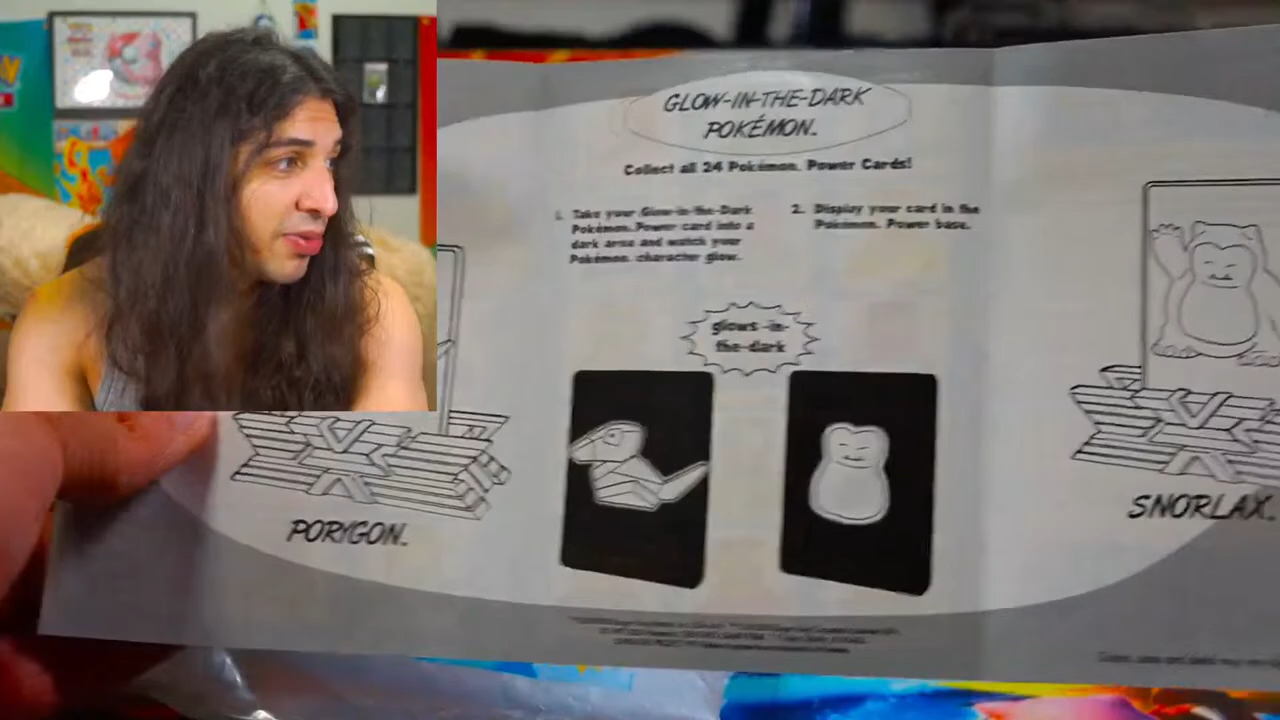 GLOW-IN-THE-DARK
POKÉMON.
Collect all 24 Pokémon. Power Cards!
1. Take your Glow-in-the-Dark
Pokémon. Power card into a
dark area and watch your
Pokémon. character glow.
2. Display your card in the
Pokémon. Power base.
glows-in-
the-dark
PORYGON.
SNORLAX.